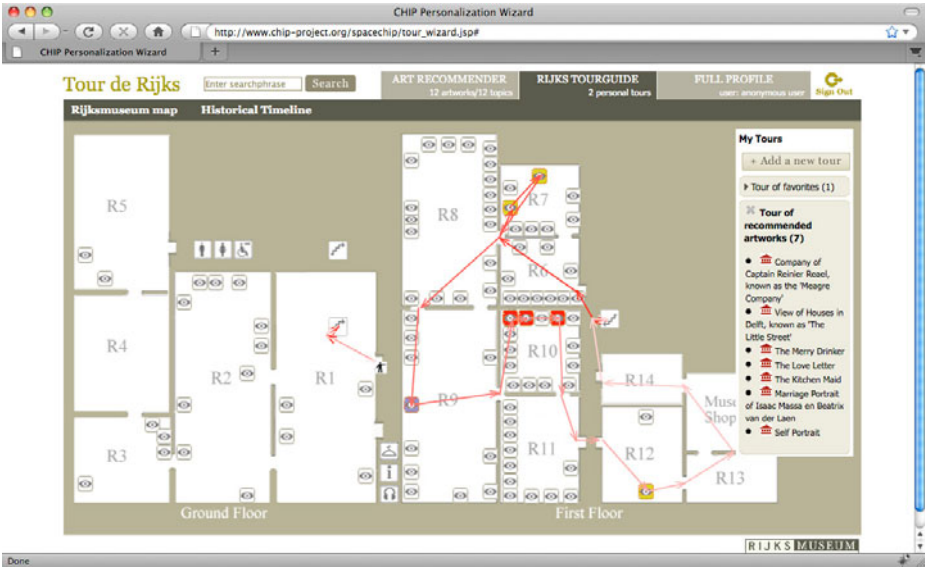 CHIP Personalization Wizard
http://www.chip-project.org/spacechip/tour_wizard.jsp#
CHIP Personalization Wizard
+
Tour de Rijks
Enter searchphrase
Search
ART RECOMMENDER
12 artworks/12 topics
RIJKS TOURGUIDE
2 personal tours
FULL PROFILE
user: anonymous user
Sign Out
Rijksmuseum map
Historical Timeline
R5
R4
R3
R2
R1
R8
R7
R6
R9
R10
R11
R14
R12
R13
Shop
i
Ground Floor
First Floor
My Tours
+ Add a new tour
Tour of favorites (1)
Tour of
recommended
artworks (7)
Company of
Captain Reinier Reael,
known as the 'Meagre
Company'
View of Houses in
Delft, known as 'The
Little Street'
The Merry Drinker
The Love Letter
The Kitchen Maid
Marriage Portrait
of Isaac Massa en Beatrix
van der Laen
Self Portrait
RIJKS MUSEUM
Done